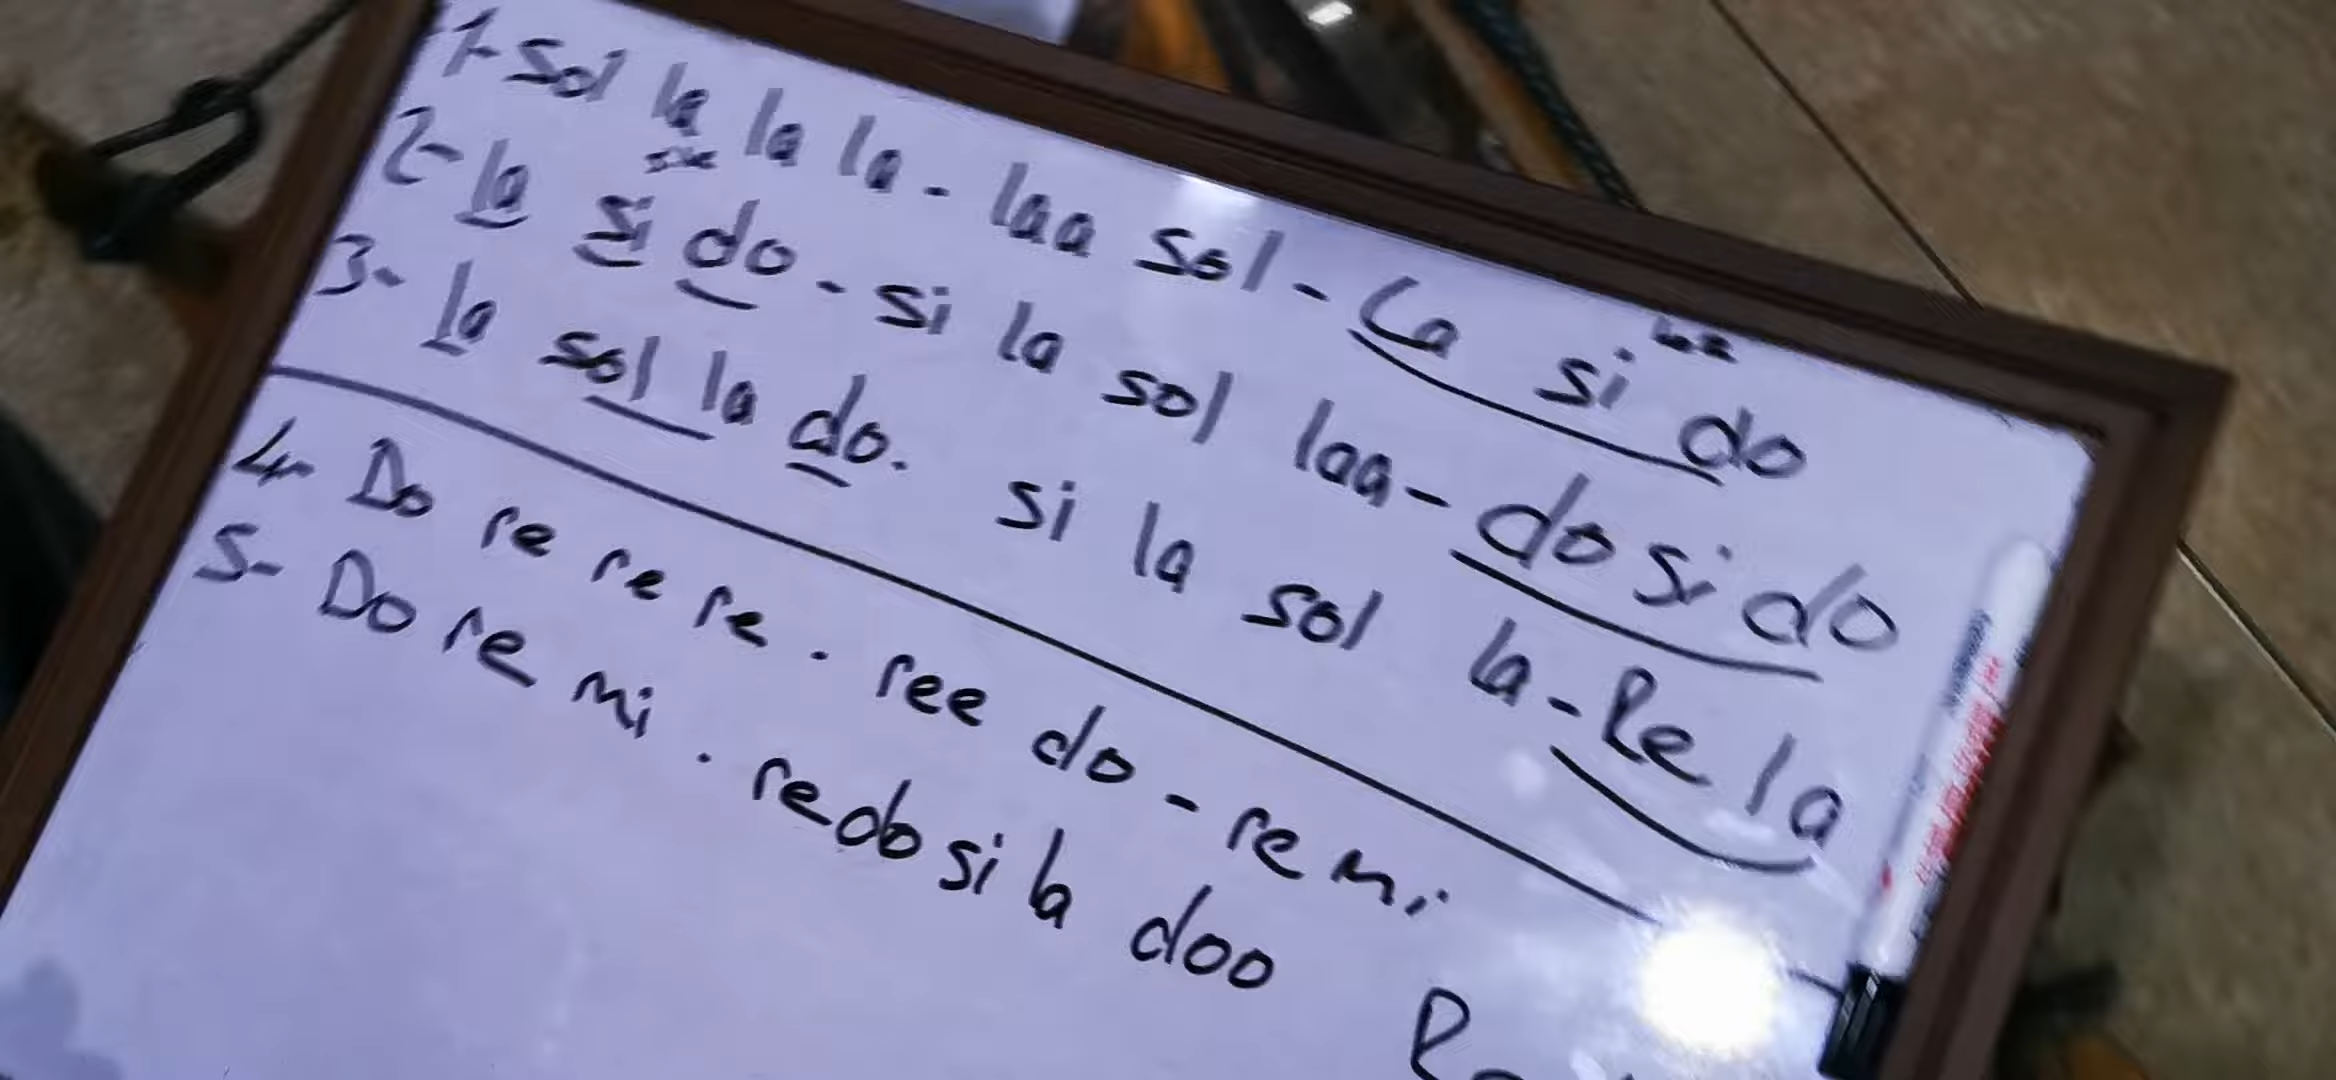 1- Sol la la la - laa sol - La si do
2- la si do - si la sol laa - do si do
3- la sol la do. si la sol la - Re la
4- Do re re re. ree do - re mi
5- Do re mi. re do si la doo